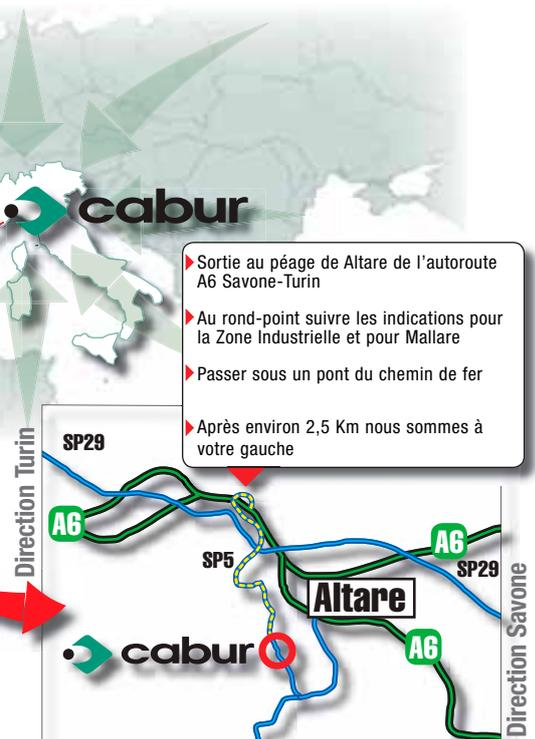 cabur
Sortie au péage de Altare de l'autoroute
A6 Savone-Turin
Au rond-point suivre les indications pour
la Zone Industrielle et pour Mallare
Passer sous un pont du chemin de fer
Après environ 2,5 Km nous sommes à
votre gauche
Direction Turin
SP29
A6
SP5
A6
SP29
Altare
cabur
A6
Direction Savone